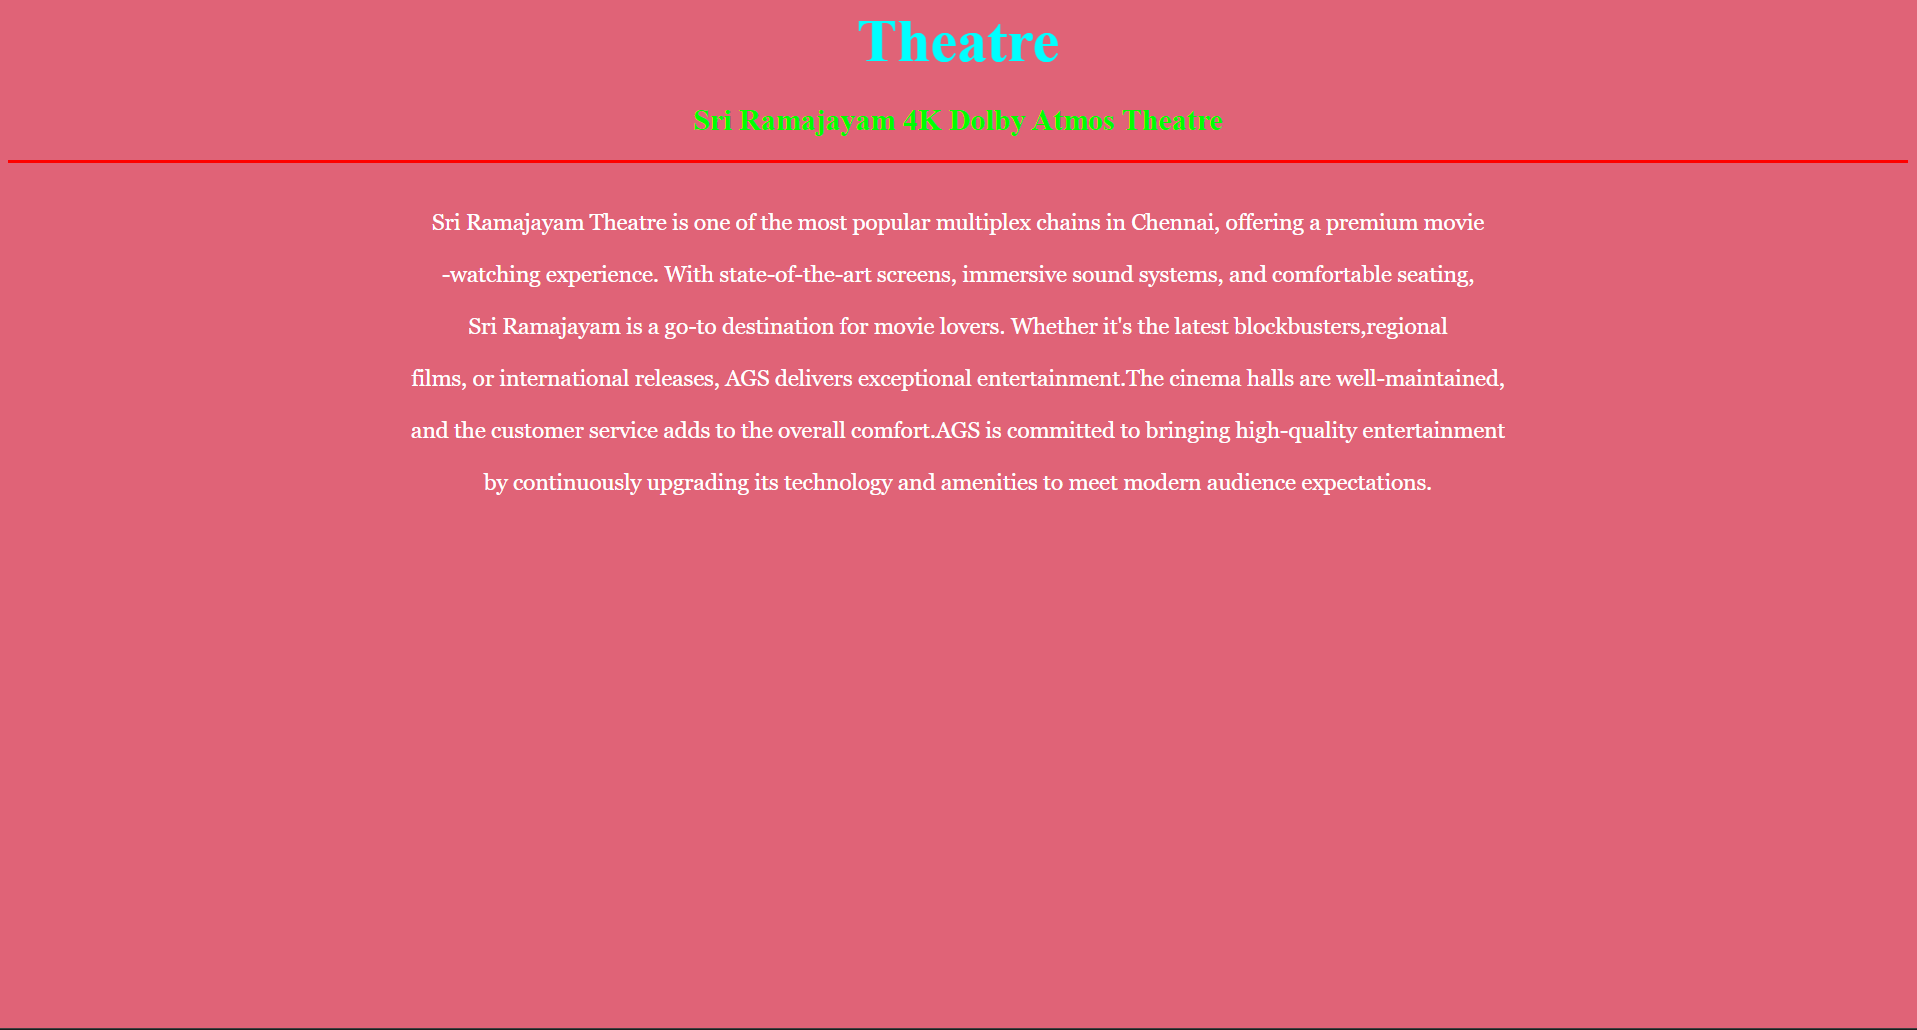 Theatre
Sri Ramajayam 4K Dolby Atmos Theatre
Sri Ramajayam Theatre is one of the most popular multiplex chains in Chennai, offering a premium movie
-watching experience. With state-of-the-art screens, immersive sound systems, and comfortable seating,
Sri Ramajayam is a go-to destination for movie lovers. Whether it's the latest blockbusters,regional
films, or international releases, AGS delivers exceptional entertainment.The cinema halls are well-maintained,
and the customer service adds to the overall comfort.AGS is committed to bringing high-quality entertainment
by continuously upgrading its technology and amenities to meet modern audience expectations.